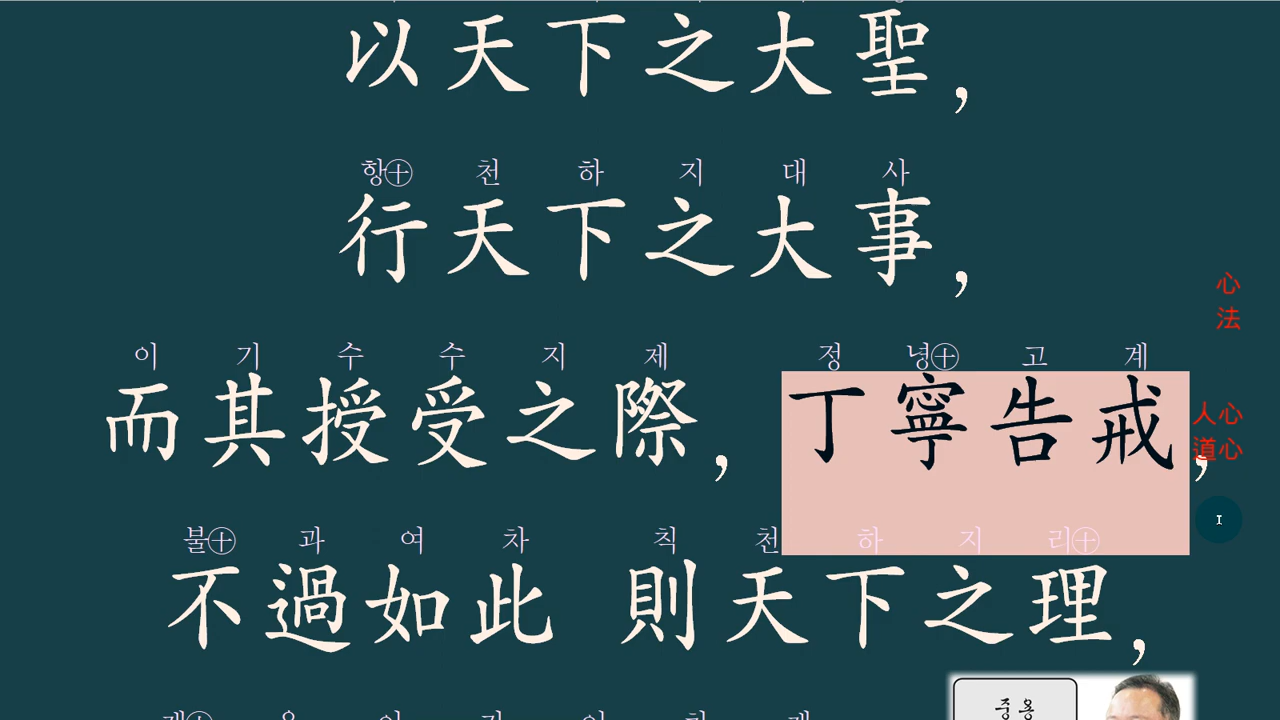 以天下之大聖,
항㊉ 천 하 지 대 사
行天下之大事,
이 기 수 수 지 제 정 녕㊉ 고 계
而其授受之際, 丁寧告戒,
불㊉ 과 여 차 칙 천 하 지 리㊉
不過如此 則天下之理,
心
法
人心
道心
중용